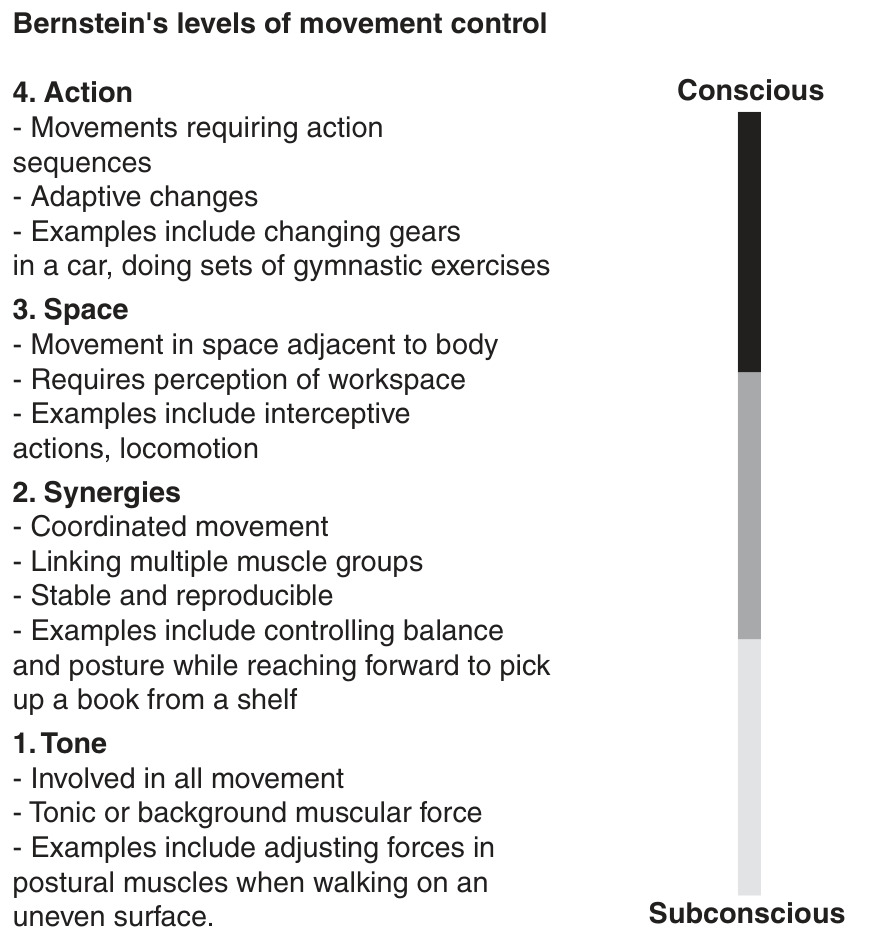 Bernstein's levels of movement control
Conscious
4. Action
- Movements requiring action
sequences
- Adaptive changes
- Examples include changing gears
in a car, doing sets of gymnastic exercises
3. Space
- Movement in space adjacent to body
- Requires perception of workspace
- Examples include interceptive
actions, locomotion
2. Synergies
- Coordinated movement
- Linking multiple muscle groups
- Stable and reproducible
- Examples include controlling balance
and posture while reaching forward to pick
up a book from a shelf
1. Tone
- Involved in all movement
- Tonic or background muscular force
- Examples include adjusting forces in
postural muscles when walking on an
uneven surface.
Subconscious